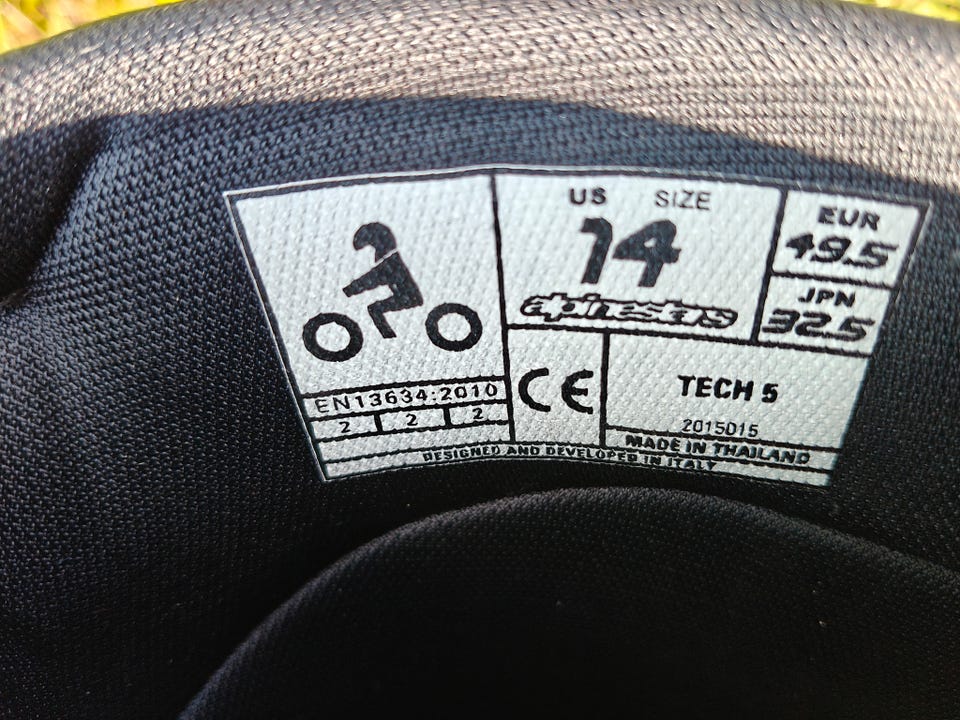 US SIZE
14
alpinestars
EUR
49.5
JPN
32.5
EN13634:2010
2 2 2
CE
TECH 5
2015015
MADE IN THAILAND
DESIGNED AND DEVELOPED IN ITALY